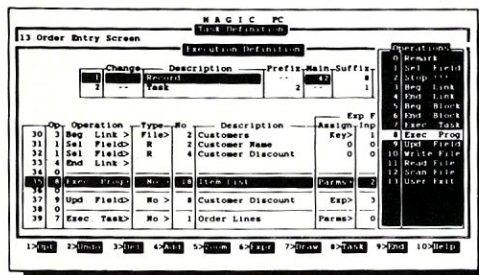 MAGIC PC
Task Definition
13 Order Entry Screen
Execution Definition
Change Description Prefix Main Suffix
1 Record -- 42
2 -- Task 2 -- 1
Exp F
Op Operation Type No Description Assign Inp
30 3 Beg Link > File> 2 Customers Key> 1
31 1 Sel Field> R 2 Customer Name 0 0
32 1 Sel Field> R 4 Customer Discount 0 0
4 End Link >
34 0
35 8 Exec Prog> No > 18 Item List Parms> 2
36 0
37 9 Upd Field> No > 8 Customer Discount Exp> 3
38 0
39 7 Exec Task> No > 1 Order Lines Parms> 0
Operations
0 Remark
1 Sel Field
2 Stop !!!
3 Beg Link
4 End Link
5 Beg Block
6 End Block
7 Exec Task
8 Exec Prog
9 Upd Field
10 Write File
11 Read File
12 Scan File
13 User Exit
1>Opt 2>Undo 3>Del 4>Add 5>Zoom 6>Expr 7>Draw 8>Task 9>End 10>Help